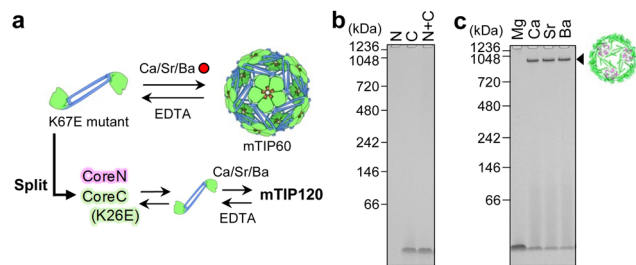 a
Ca/Sr/Ba
EDTA
K67E mutant
mTIP60
Split
CoreN
CoreC
(K26E)
Ca/Sr/Ba
EDTA
mTIP120
b
(kDa)
N
C
N+C
1236
1048
720
480
242
146
66
c
(kDa)
Mg
Ca
Sr
Ba
1236
1048
720
480
242
146
66